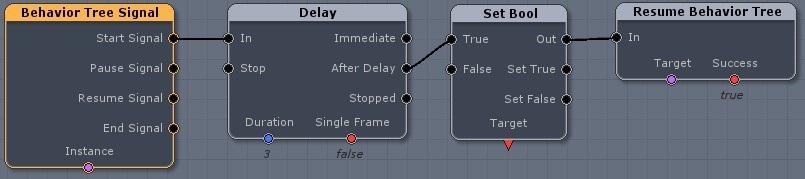 Behavior Tree Signal
Start Signal
Pause Signal
Resume Signal
End Signal
Instance
Delay
In Immediate
Stop After Delay
Stopped
Duration Single Frame
3 false
Set Bool
True Out
False Set True
Set False
Target
Resume Behavior Tree
In
Target Success
true